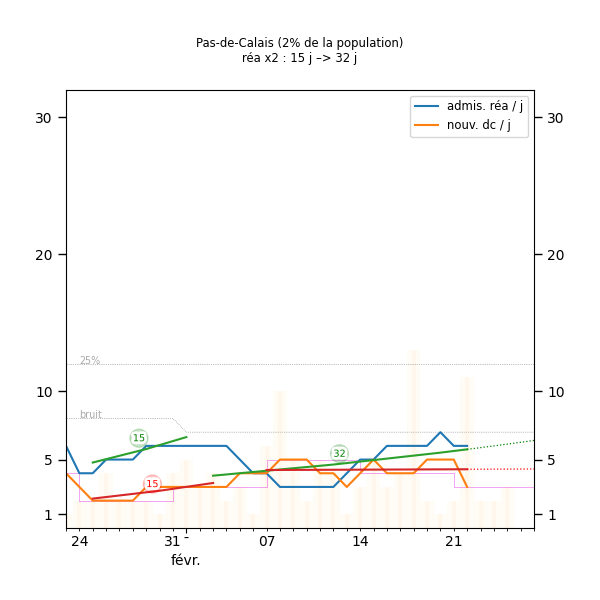 Pas-de-Calais (2% de la population)
réa x2 : 15 j –> 32 j
admis. réa / j
nouv. dc / j
30 30
20 20
25%
10 10
bruit
15
32
5 5
15
1 1
24 31 07 14 21
févr.